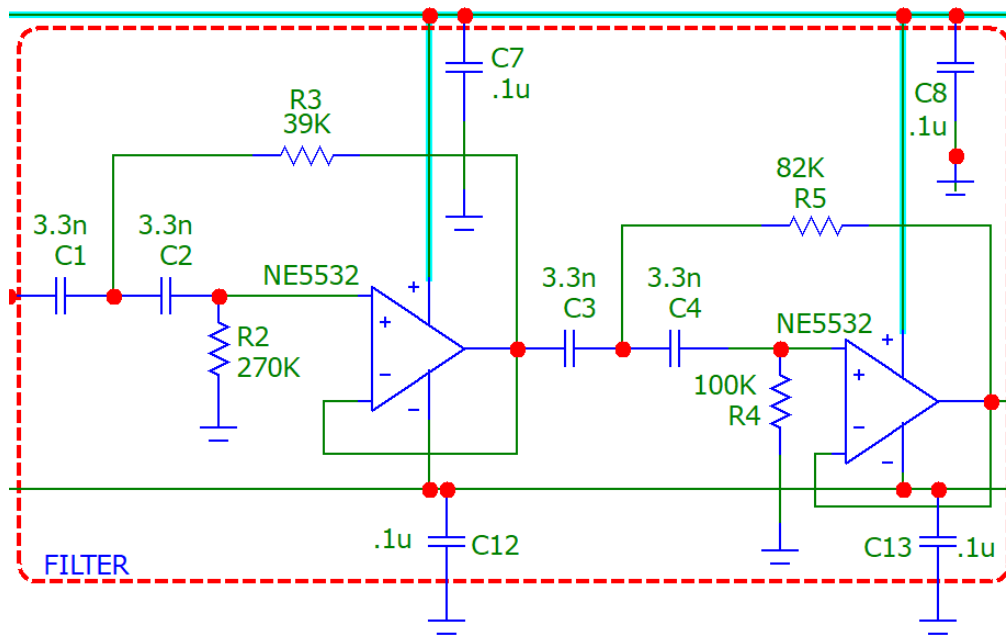 C7
.1u
C8
.1u
R3
39K
82K
R5
3.3n
C1
3.3n
C2
NE5532
+
+
−
−
R2
270K
3.3n
C3
3.3n
C4
NE5532
+
+
−
−
100K
R4
.1u
C12
C13
.1u
FILTER